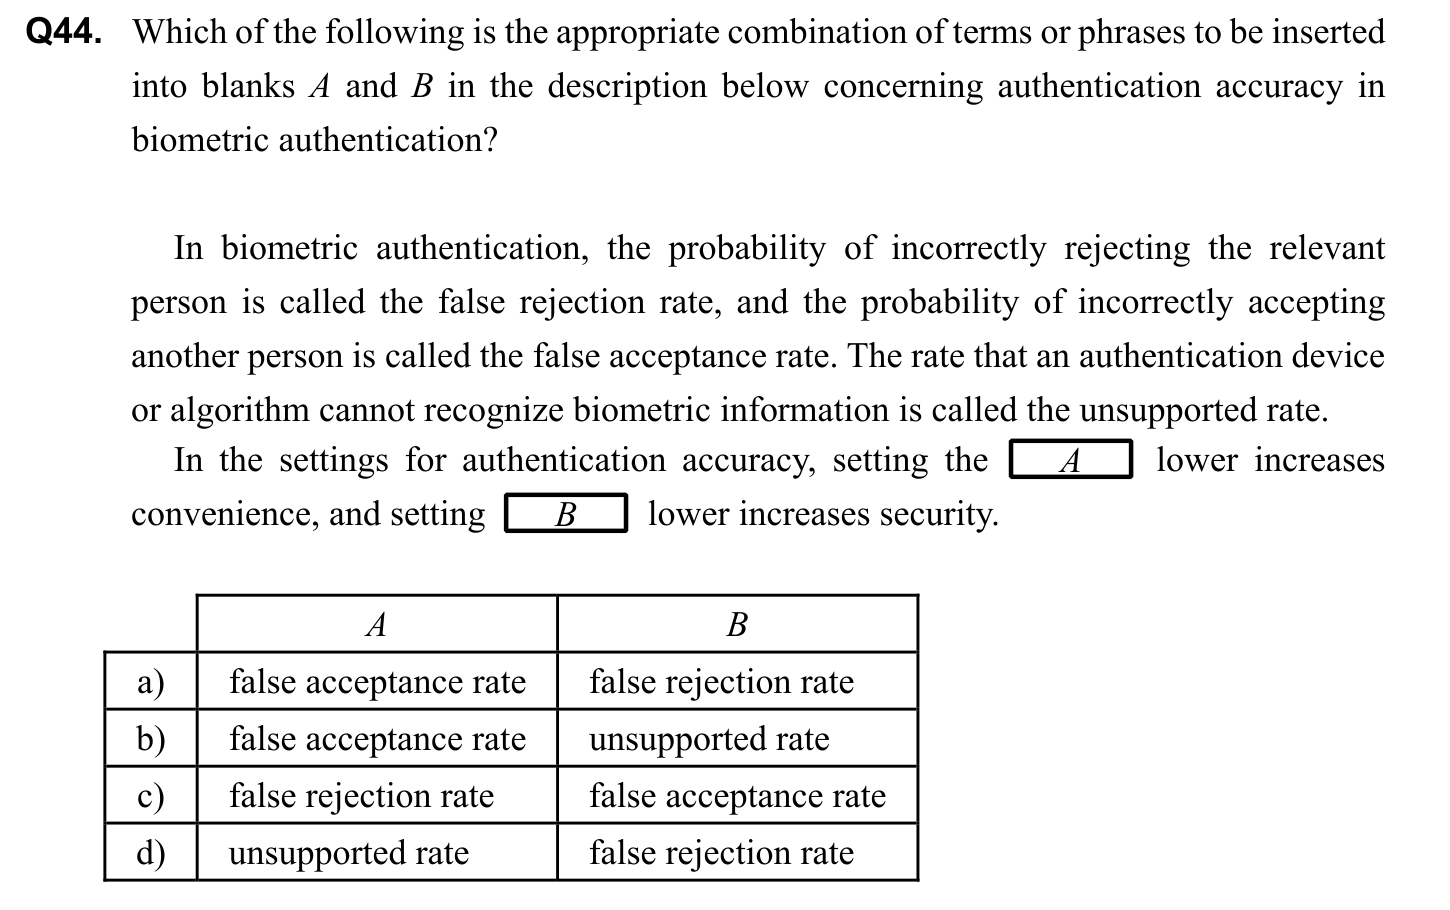 Q44. Which of the following is the appropriate combination of terms or phrases to be inserted
into blanks A and B in the description below concerning authentication accuracy in
biometric authentication?
In biometric authentication, the probability of incorrectly rejecting the relevant
person is called the false rejection rate, and the probability of incorrectly accepting
another person is called the false acceptance rate. The rate that an authentication device
or algorithm cannot recognize biometric information is called the unsupported rate.
In the settings for authentication accuracy, setting the A lower increases
convenience, and setting B lower increases security.
A B
a) false acceptance rate false rejection rate
b) false acceptance rate unsupported rate
c) false rejection rate false acceptance rate
d) unsupported rate false rejection rate